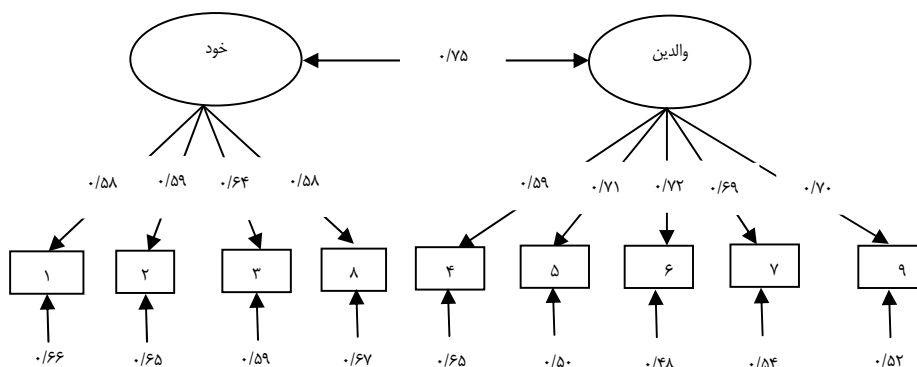 خود
والدین
۰/۷۵
۰/۵۸ ۰/۵۹ ۰/۶۴ ۰/۵۸ ۰/۵۹ ۰/۷۱ ۰/۷۲ ۰/۶۹ ۰/۷۰
۱ ۲ ۳ ۸ ۴ ۵ ۶ ۷ ۹
۰/۶۶ ۰/۶۵ ۰/۵۹ ۰/۶۷ ۰/۶۵ ۰/۵۰ ۰/۴۸ ۰/۵۴ ۰/۵۲